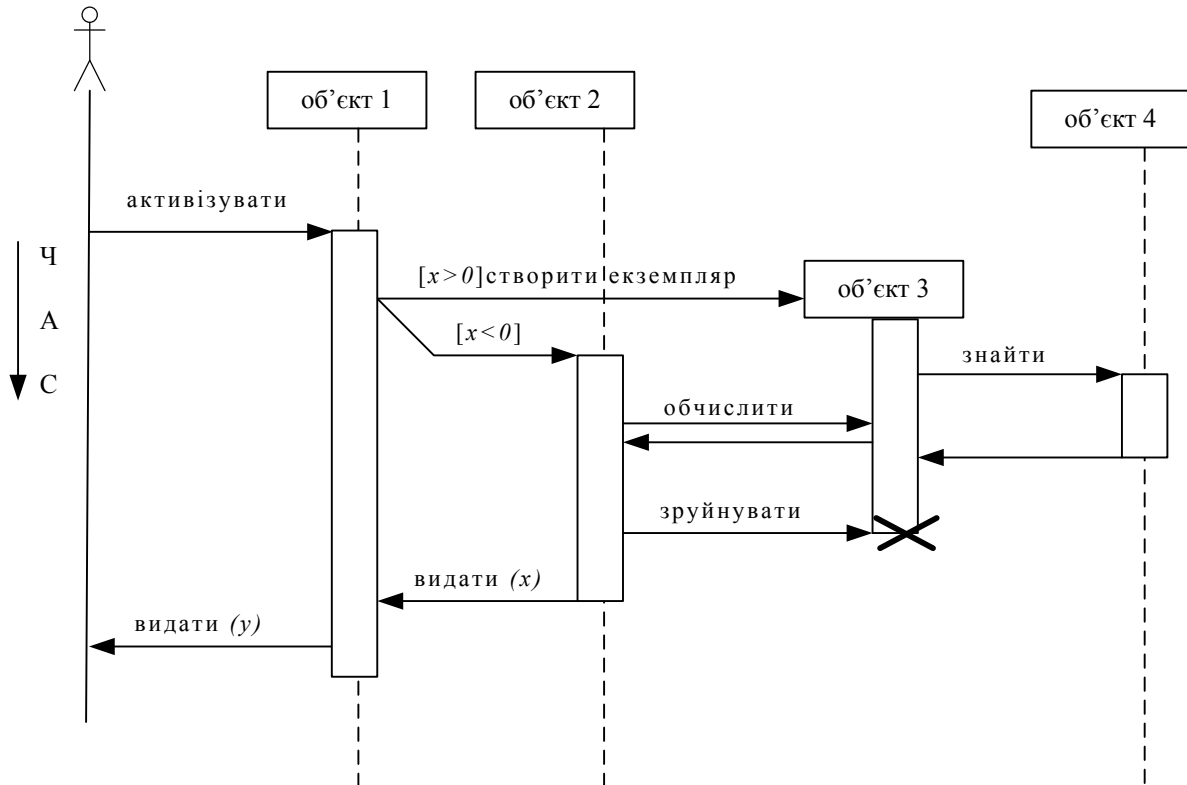 об’єкт 1
об’єкт 2
об’єкт 4
активізувати
Ч
А
С
[x>0]створити екземпляр
об’єкт 3
[x<0]
знайти
обчислити
зруйнувати
видати (x)
видати (y)